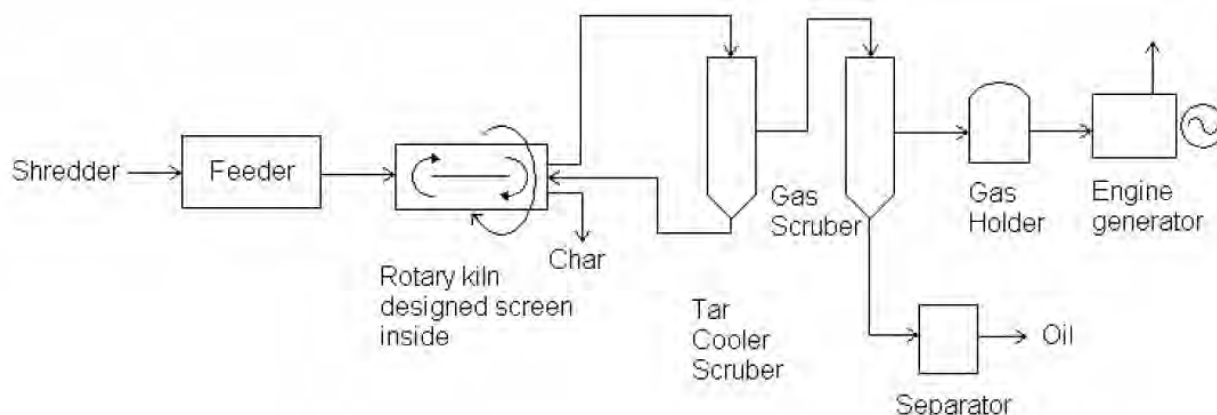 Shredder
Feeder
Rotary kiln
designed screen
inside
Char
Tar
Cooler
Scruber
Gas
Scruber
Separator
Oil
Gas
Holder
Engine
generator